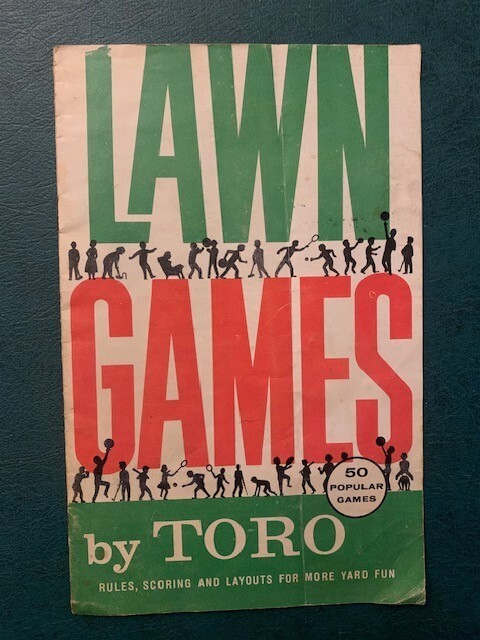 LAWN
GAMES
50
POPULAR
GAMES
by TORO
RULES, SCORING AND LAYOUTS FOR MORE YARD FUN